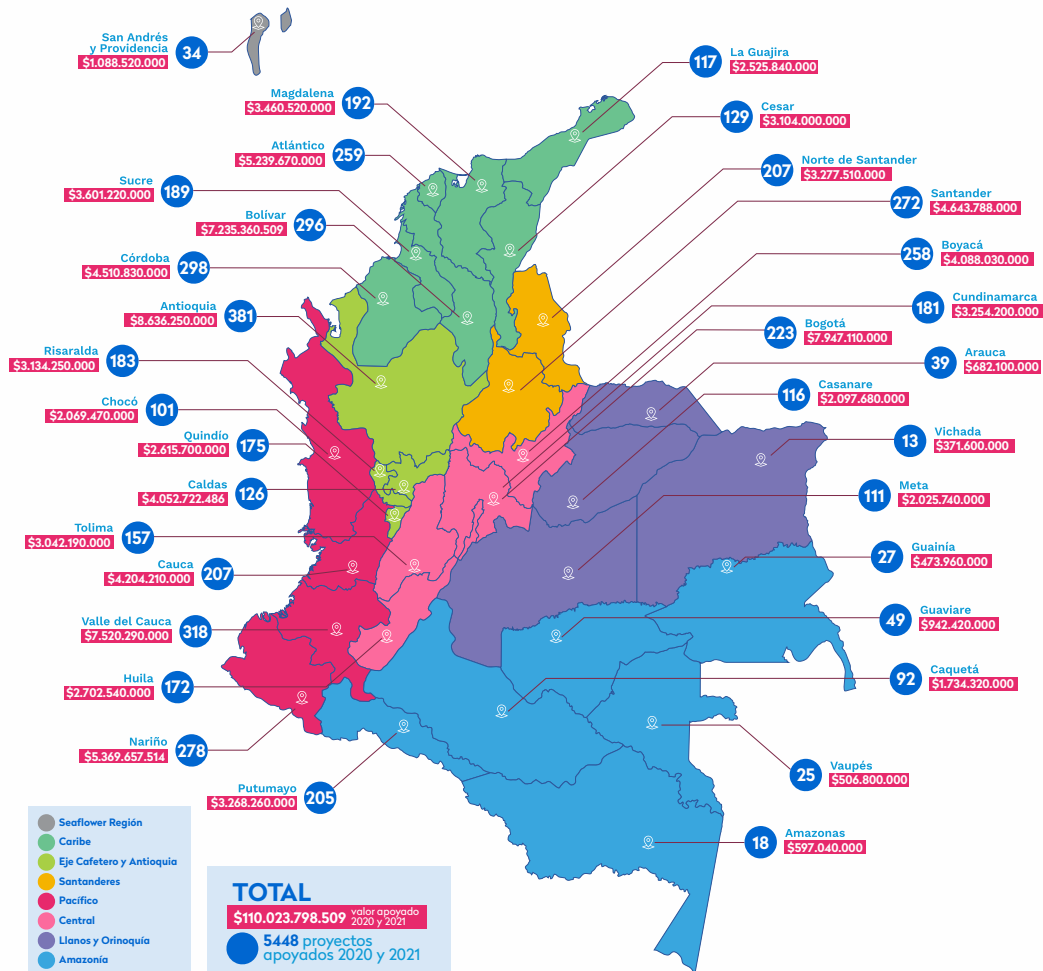 San Andrés
y Providencia
$1.088.520.000
34
Magdalena
$3.460.520.000
192
Atlántico
$5.239.670.000
259
Sucre
$3.601.220.000
189
Bolívar
$7.235.360.509
296
Córdoba
$4.510.830.000
298
Antioquia
$8.636.250.000
381
Risaralda
$3.134.250.000
183
Chocó
$2.069.470.000
101
Quindío
$2.615.700.000
175
Caldas
$4.052.722.486
126
Tolima
$3.042.190.000
157
Cauca
$4.204.210.000
207
Valle del Cauca
$7.520.290.000
318
Huila
$2.702.540.000
172
Nariño
$5.369.657.514
278
Putumayo
$3.268.260.000
205
117
La Guajira
$2.525.840.000
129
Cesar
$3.104.000.000
207
Norte de Santander
$3.277.510.000
272
Santander
$4.643.788.000
258
Boyacá
$4.088.030.000
181
Cundinamarca
$3.254.200.000
223
Bogotá
$7.947.110.000
39
Arauca
$682.100.000
116
Casanare
$2.097.680.000
13
Vichada
$371.600.000
111
Meta
$2.025.740.000
27
Guainía
$473.960.000
49
Guaviare
$942.420.000
92
Caquetá
$1.734.320.000
25
Vaupés
$506.800.000
18
Amazonas
$597.040.000
Seaflower Región
Caribe
Eje Cafetero y Antioquia
Santanderes
Pacífico
Central
Llanos y Orinoquía
Amazonía
TOTAL
$110.023.798.509 valor apoyado
2020 y 2021
5448 proyectos
apoyados 2020 y 2021